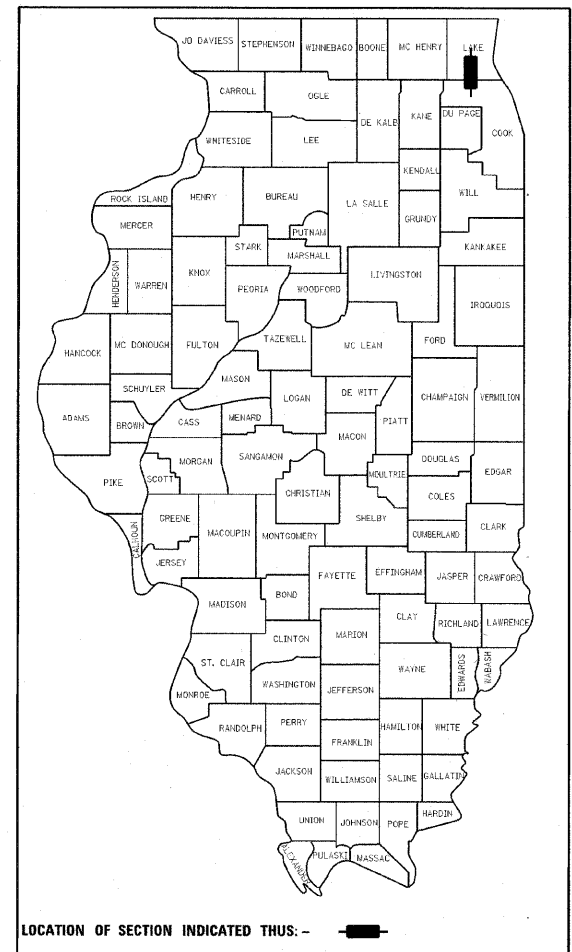 JO DAVIESS STEPHENSON WINNEBAGO BOONE MC HENRY LAKE
CARROLL OGLE DE KALB KANE DU PAGE COOK
WHITESIDE LEE
KENDALL WILL
ROCK ISLAND HENRY BUREAU LA SALLE GRUNDY
MERCER PUTNAM
STARK MARSHALL KANKAKEE
HENDERSON WARREN KNOX PEORIA WOODFORD LIVINGSTON IROQUOIS
HANCOCK MC DONOUGH FULTON TAZEWELL MC LEAN FORD
MASON
SCHUYLER LOGAN DE WITT CHAMPAIGN VERMILION
ADAMS BROWN CASS MENARD PIATT
MACON
PIKE SCOTT MORGAN SANGAMON MOULTRIE DOUGLAS EDGAR
CHRISTIAN COLES
GREENE MACOUPIN MONTGOMERY SHELBY CUMBERLAND CLARK
CALHOUN JERSEY
FAYETTE EFFINGHAM JASPER CRAWFORD
MADISON BOND
CLAY RICHLAND LAWRENCE
CLINTON MARION
ST. CLAIR WAYNE EDWARDS WABASH
WASHINGTON JEFFERSON
MONROE
RANDOLPH PERRY HAMILTON WHITE
FRANKLIN
JACKSON WILLIAMSON SALINE GALLATIN
UNION JOHNSON POPE HARDIN
ALEXANDER PULASKI MASSAC
LOCATION OF SECTION INDICATED THUS: -